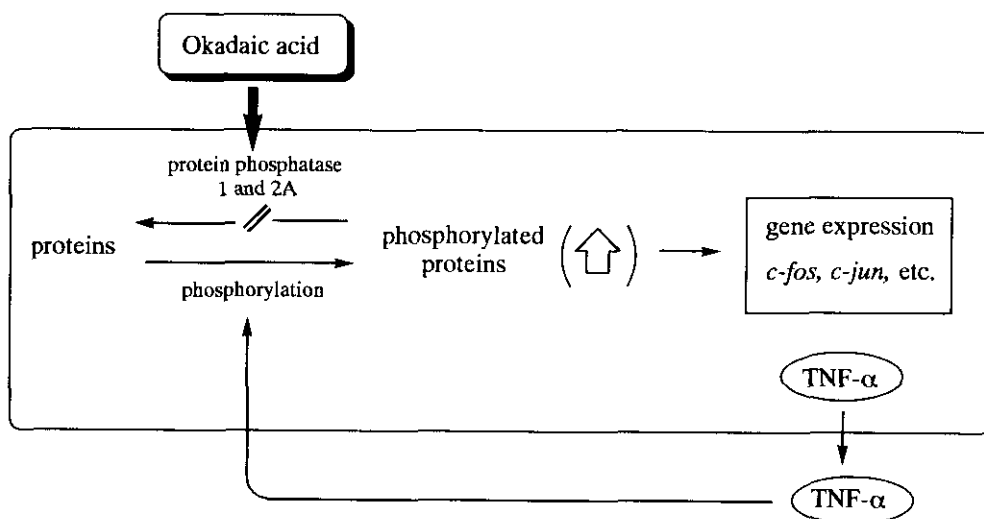 Okadaic acid
protein phosphatase
1 and 2A
proteins
phosphorylated
proteins
phosphorylation
gene expression
c-fos, c-jun, etc.
TNF-α
TNF-α